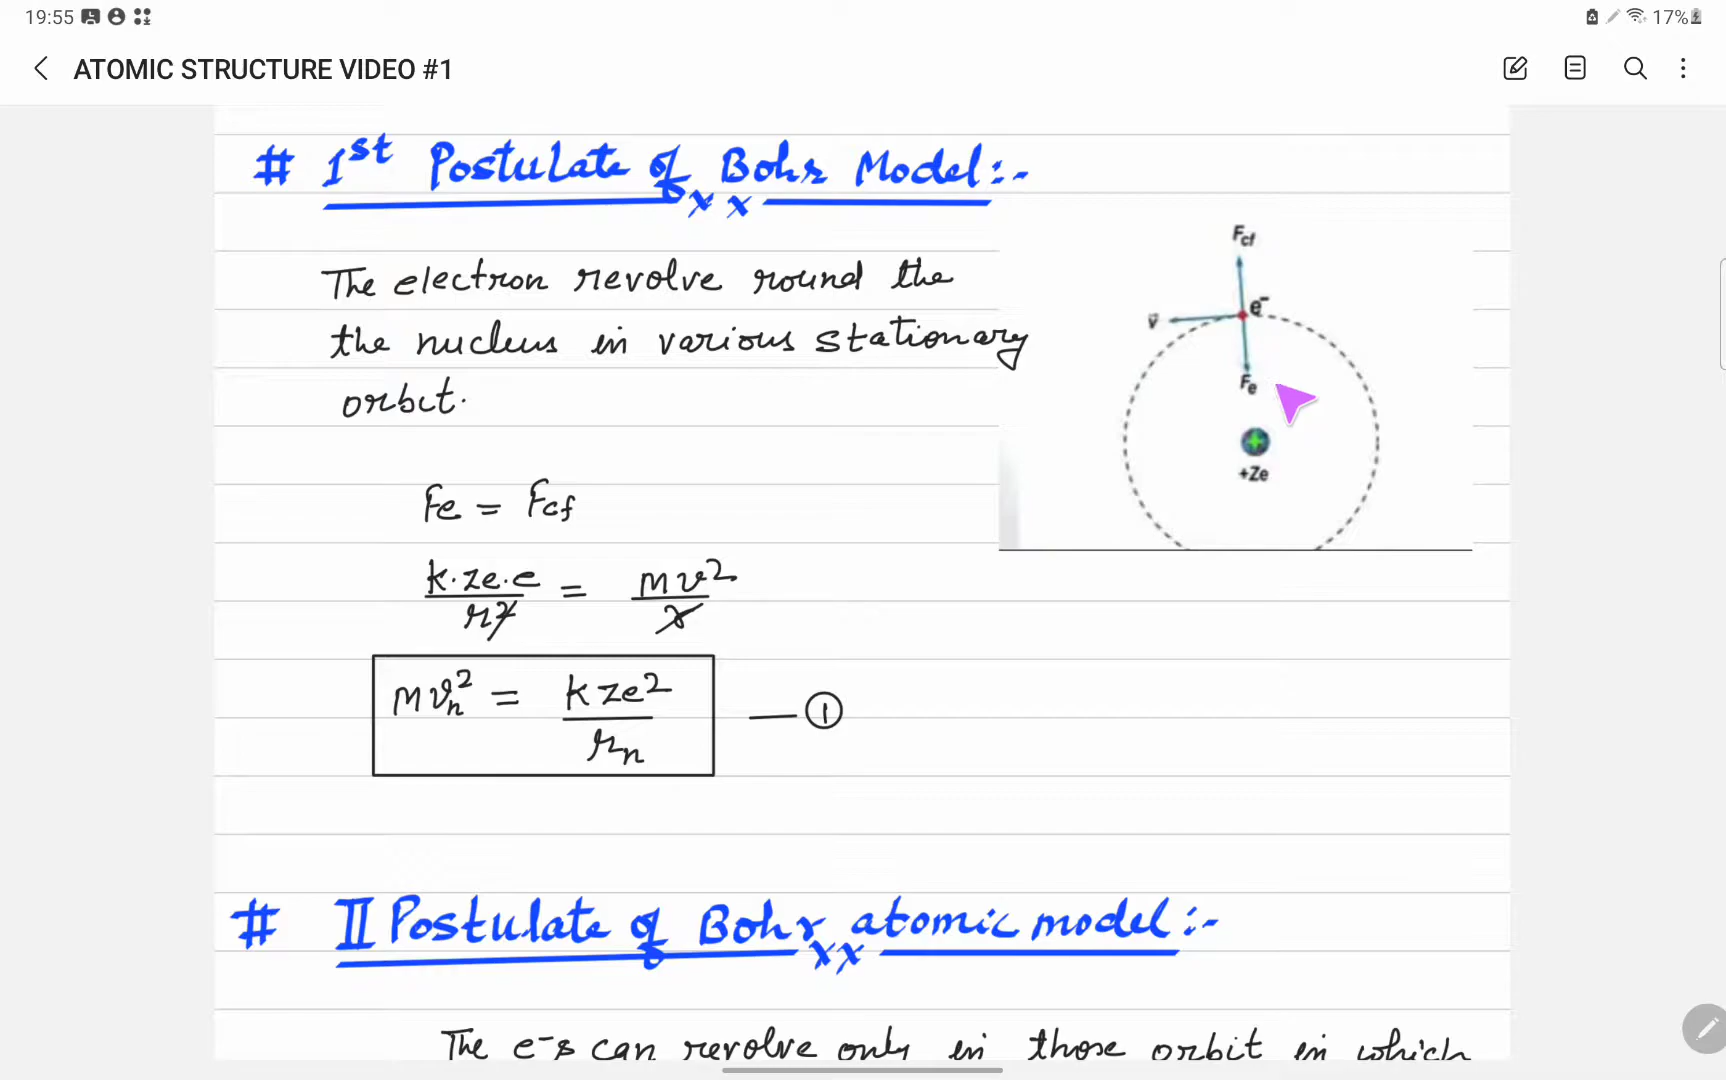 19:55
17%
ATOMIC STRUCTURE VIDEO #1
# 1st Postulate of Bohr Model:-
The electron revolve round the
the nucleus in various stationary
orbit.
Fcf
e⁻
v⃗
Fe
+
+Ze
Fe = Fcf
k·ze·e / r² = mv² / r
mvₙ² = kze² / rₙ — ①
# II Postulate of Bohr atomic model:-
The e⁻s can revolve only in those orbit in which